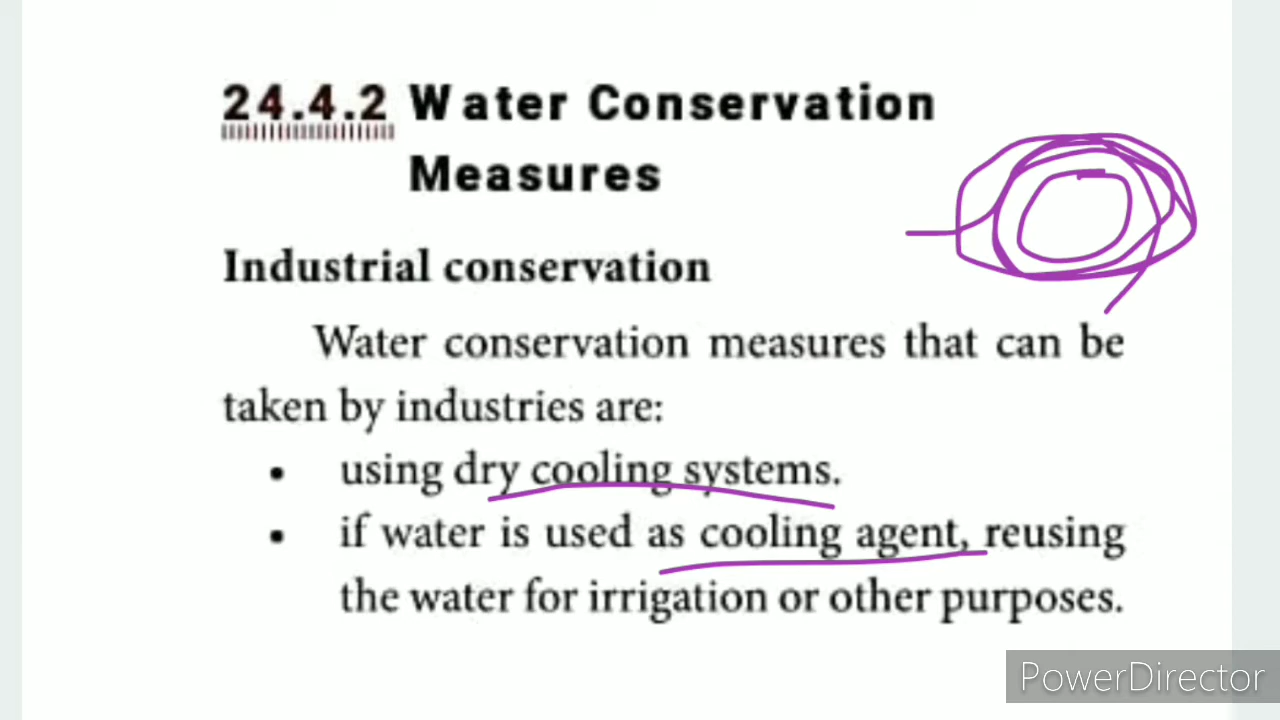 24.4.2 Water Conservation
Measures
Industrial conservation
Water conservation measures that can be
taken by industries are:
• using dry cooling systems.
• if water is used as cooling agent, reusing
the water for irrigation or other purposes.
PowerDirector